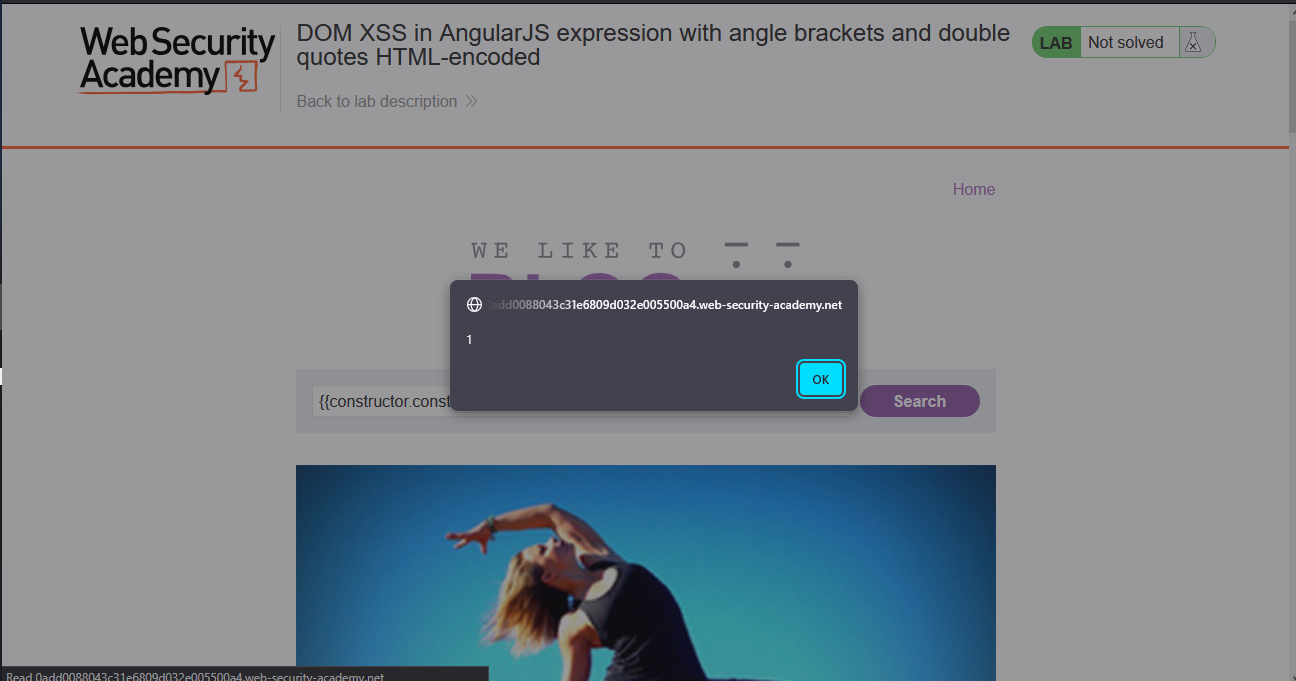 Web Security
Academy
DOM XSS in AngularJS expression with angle brackets and double
quotes HTML-encoded
Back to lab description
LAB Not solved
Home
WE LIKE TO
add0088043c31e6809d032e005500a4.web-security-academy.net
1
OK
{{constructor.const
Search
Read 0add0088043c31e6809d032e005500a4.web-security-academy.net